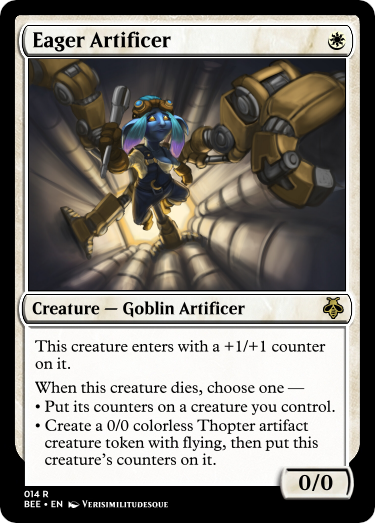 Eager Artificer
Creature — Goblin Artificer
This creature enters with a +1/+1 counter
on it.
When this creature dies, choose one —
• Put its counters on a creature you control.
• Create a 0/0 colorless Thopter artifact
creature token with flying, then put this
creature's counters on it.
0/0
014 R
BEE • EN Verisimilitudesque